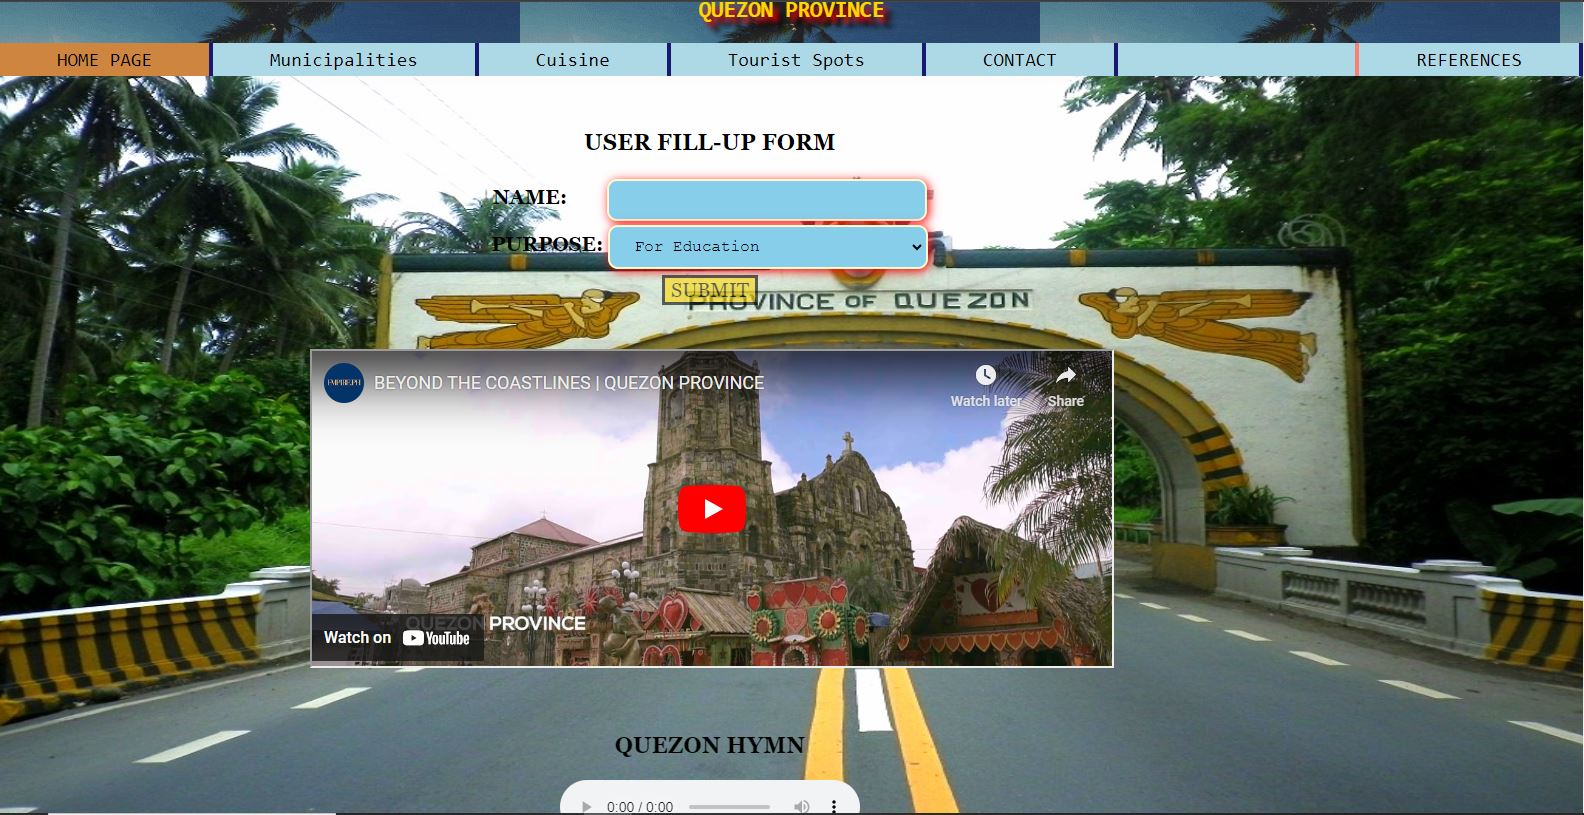 QUEZON PROVINCE
HOME PAGE Municipalities Cuisine Tourist Spots CONTACT REFERENCES
USER FILL-UP FORM
NAME:
PURPOSE: For Education
SUBMIT
PROVINCE OF QUEZON
EMPIRE.PH BEYOND THE COASTLINES | QUEZON PROVINCE
Watch later Share
QUEZON PROVINCE
Watch on YouTube
QUEZON HYMN
0:00 / 0:00